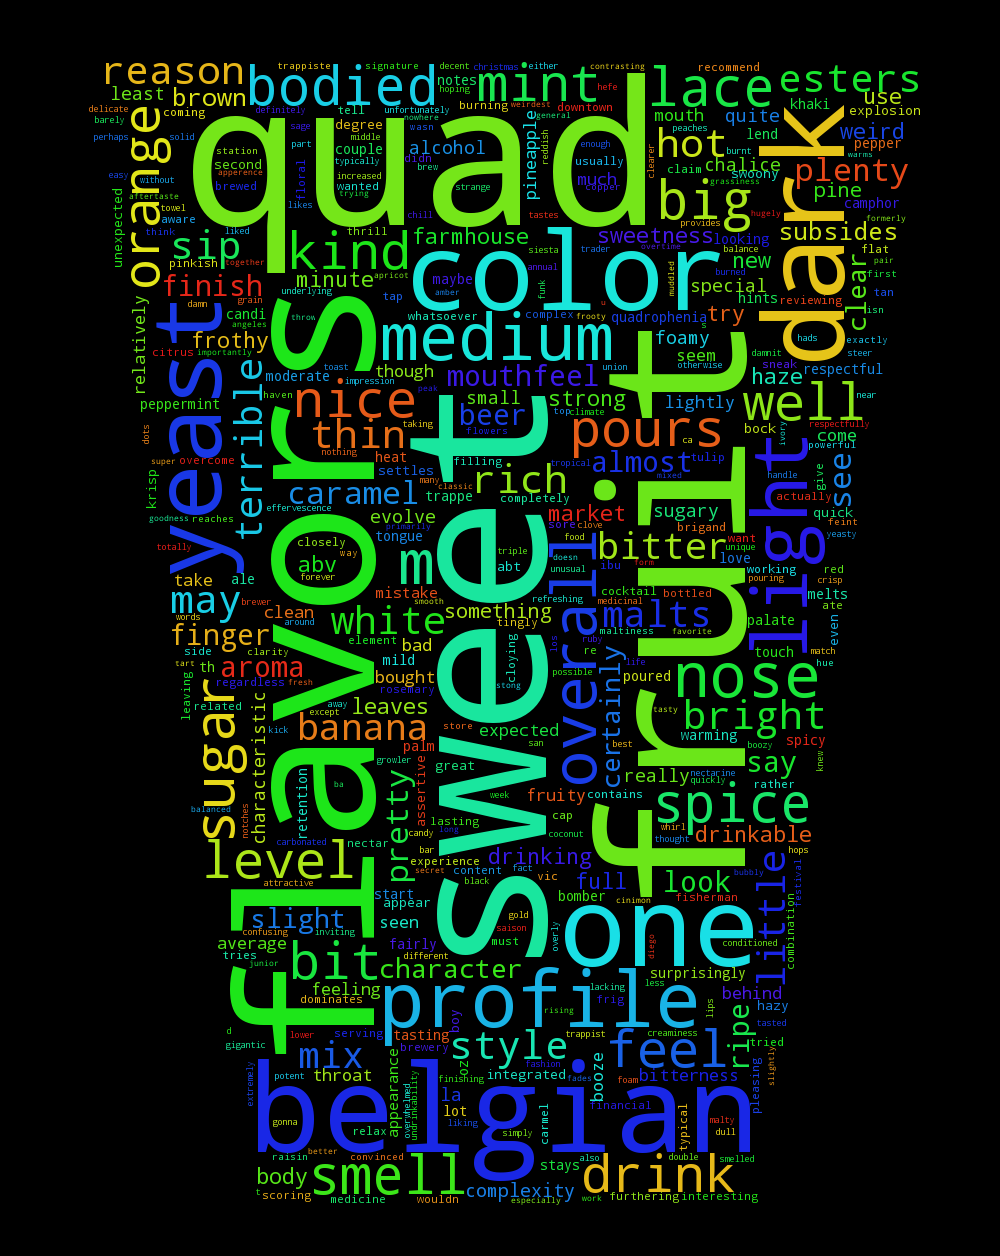 trappiste signature decent christmas either contrasting
reason bodied notes mint lace recommend esters
least brown hoping weirdest hefe downtown mouth khaki use
delicate coming definitely tell unfortunately burning general quite explosion
barely orange quad dark
perhaps solid sage degree nowhere pineapple reddish peaches lend weird
station part middle couple wasn alcohol enough hot burnt pepper
second apperence typically didn usually clearer chalice plenty
easy without brewed floral increased wanted brew much claim swoony pine
aftertaste likes trying strange copper grassiness camphor
towel tastes big warms hugely
aware chill provides formerly
think liked thrill farmhouse siesta trader sweetness balance subsides
unexpected sip kind color overtime looking flat
pinkish together minute maybe annual muddled burned new pair
finish apricot tap funk special first
relatively grain underlying amber frooty hints tan
damn candi throw whatsoever complex u quadrophenia try reviewing isn clear
frothy angeles medium foamy s damnit hads exactly
citrus importantly though union seem otherwise sneak steer
yeast toast mouthfeel haze respectful
moderate haven impression peak small strong lightly well near
peppermint nice beer top climate respectfully
dots terrible thin taking flowers pours ca bock ivory come
super overcome nothing heat filling almost tulip powerful
krisp settles many rich tropical mixed light see
goodness reaches effervescence caramel classic trappe completely sugary handle give actually
evolve tongue market brigand quick feint
flavors closely primarily sore clove food bitter want unique yeasty
totally abv way triple doesn form love working pouring red crisp
take ale forever m abt unusual ibu melts
may brewer mistake smooth refreshing cocktail bottled ate
words clean white something medicinal malts palate even
finger around element tingly ruby maltiness favorite touch match
side clarity bad los re hue
tart th aroma mild cloying overall life nose
leaving regardless fresh bought stong possible poured
related except rosemary sweet certainly fruit tasty bright
sugar characteristic away leaves expected warming spicy
kick banana store san best boozy knew
palm great really nectarine say
retention growler quickly rather
notches ba assertive week fruity contains spice
balanced pretty lasting cap coconut whirl drinkable
level carbonated nectar candy long drinking thought hops
bar experience fact bubbly
attractive secret content vic full look little festival
slight start black bomber cinimon fisherman
confusing inviting seen appear gold one
average bit fairly saison overly diego conditioned combination
tries different must
junior feeling character surprisingly
dominates profile lacking frig less behind
d gigantic rising lips hazy
lower serving boy trappist creaminess tasted
tasting style feel ripe tried
mix brewery fashion
extremely potent throat appearance oz finishing integrated fades booze foam bitterness pleasing slightly
belgian overwhelmed undrinkability la financial malty
gonna lot liking simply carmel typical dull
relax
raisin better convinced also double smelled
body smell stays drink
t scoring medicine wouldn complexity especially work furthering interesting